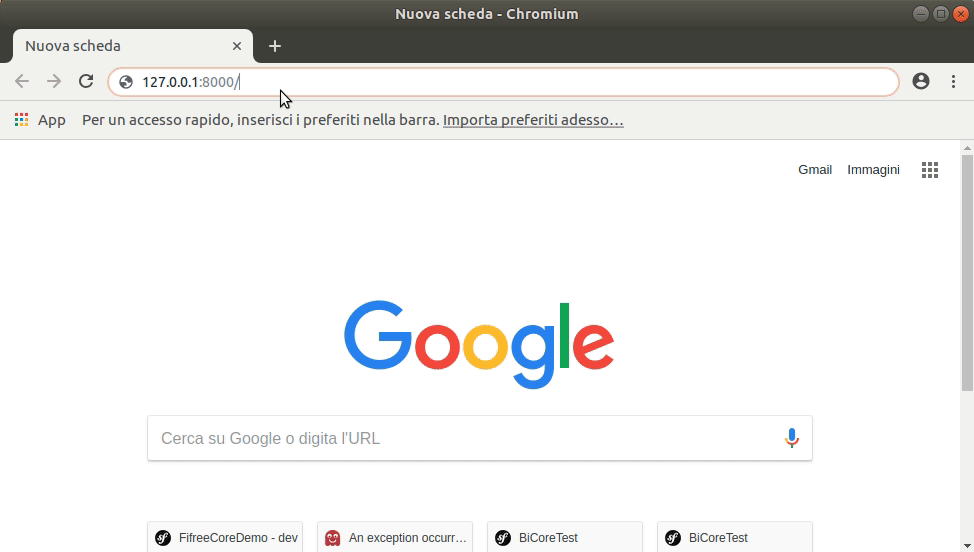 Nuova scheda - Chromium
Nuova scheda
127.0.0.1:8000/
App Per un accesso rapido, inserisci i preferiti nella barra. Importa preferiti adesso...
Gmail Immagini
Google
Cerca su Google o digita l'URL
FifreeCoreDemo - dev An exception occurr... BiCoreTest BiCoreTest